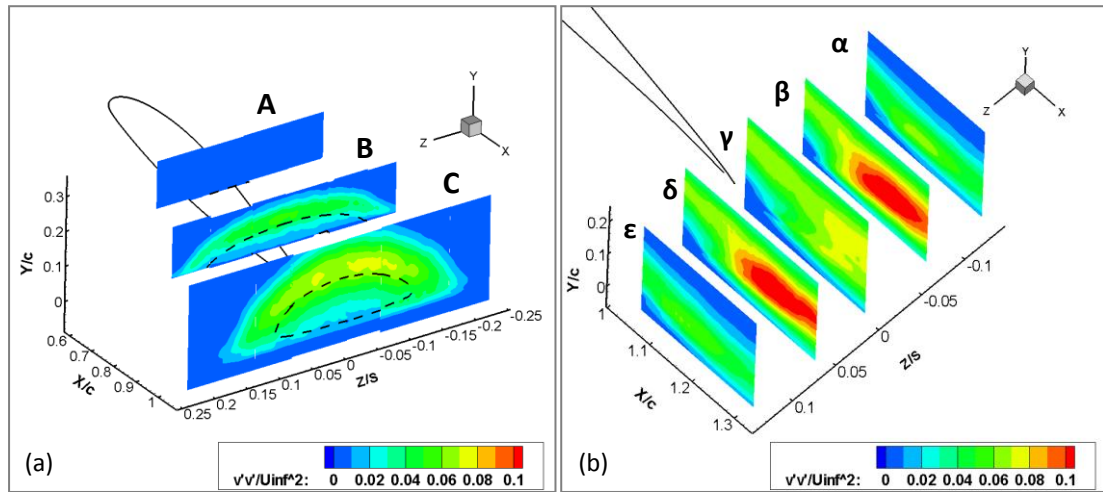 A
B
C
Y
Z
X
Y/c
0.3
0.2
0.1
0
0.6
0.7
0.8
0.9
1
X/c
0.25
0.2
0.15
0.1
0.05
0
-0.05
-0.1
-0.15
-0.2
-0.25
Z/S
(a)
v'v'/Uinf^2: 0 0.02 0.04 0.06 0.08 0.1
α
β
γ
δ
ε
Y
Z
X
Y/c
0.2
0.1
0
1
1.1
1.2
1.3
X/c
0.1
0.05
0
-0.05
-0.1
Z/S
(b)
v'v'/Uinf^2: 0 0.02 0.04 0.06 0.08 0.1